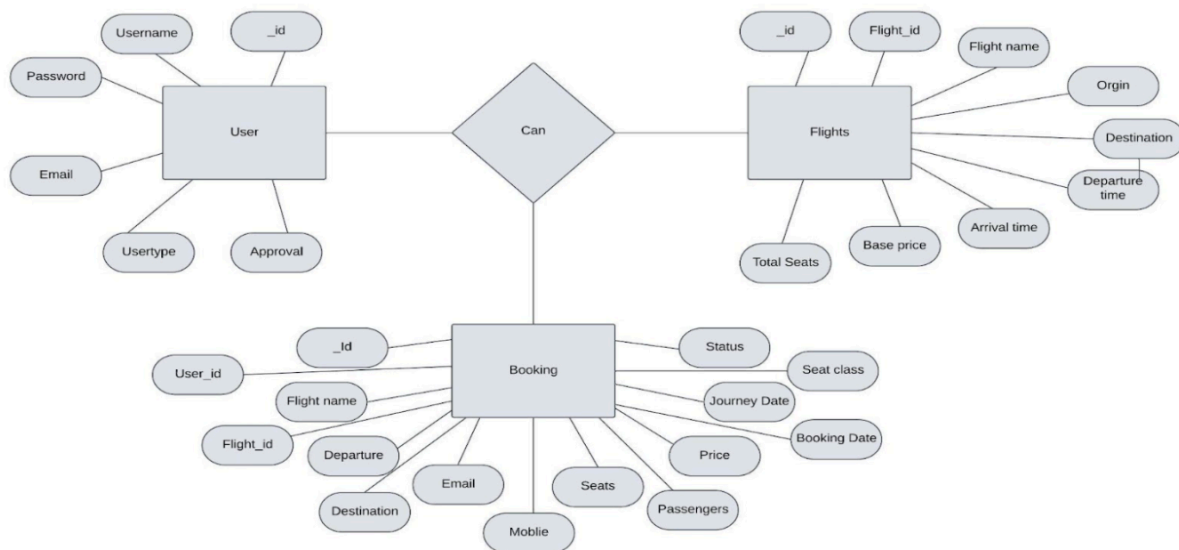 Username
_id
Password
User
Email
Usertype
Approval
Can
_id
Flight_id
Flight name
Orgin
Flights
Destination
Departure
time
Arrival time
Base price
Total Seats
_Id
User_id
Flight name
Flight_id
Departure
Destination
Email
Moblie
Booking
Status
Seat class
Journey Date
Booking Date
Price
Seats
Passengers